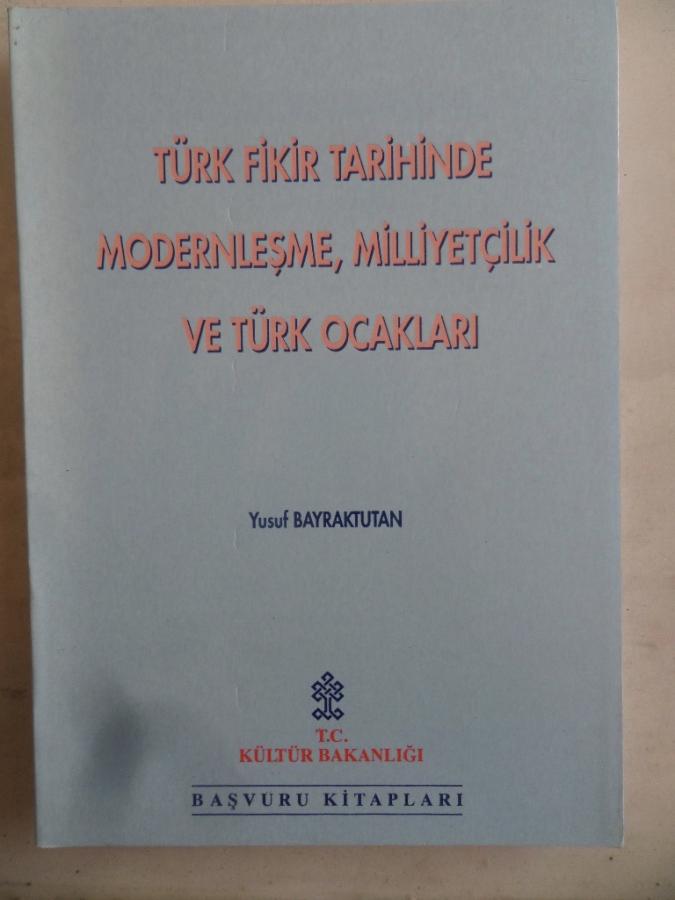 TÜRK FİKİR TARİHİNDE
MODERNLEŞME, MİLLİYETÇİLİK
VE TÜRK OCAKLARI
Yusuf BAYRAKTUTAN
T.C.
KÜLTÜR BAKANLIĞI
BAŞVURU KİTAPLARI